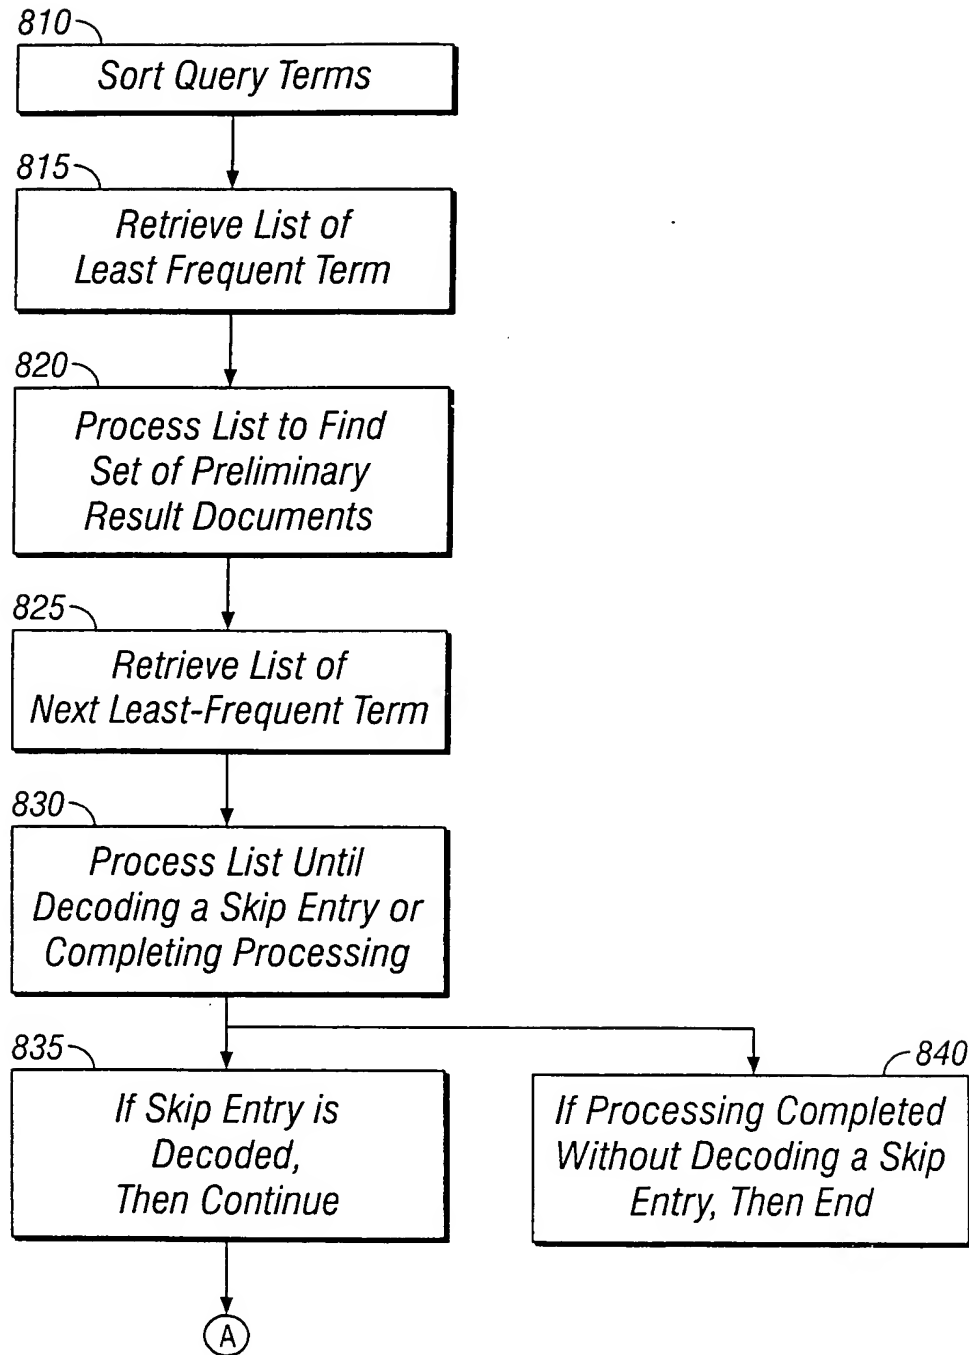 810
Sort Query Terms
815
Retrieve List of
Least Frequent Term
820
Process List to Find
Set of Preliminary
Result Documents
825
Retrieve List of
Next Least-Frequent Term
830
Process List Until
Decoding a Skip Entry or
Completing Processing
835
If Skip Entry is
Decoded,
Then Continue
840
If Processing Completed
Without Decoding a Skip
Entry, Then End
A